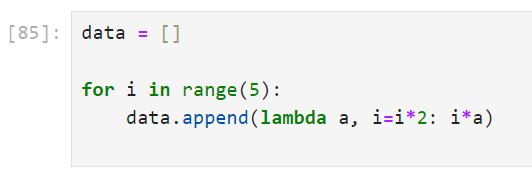 [85]: data = []
for i in range(5):
    data.append(lambda a, i=i*2: i*a)